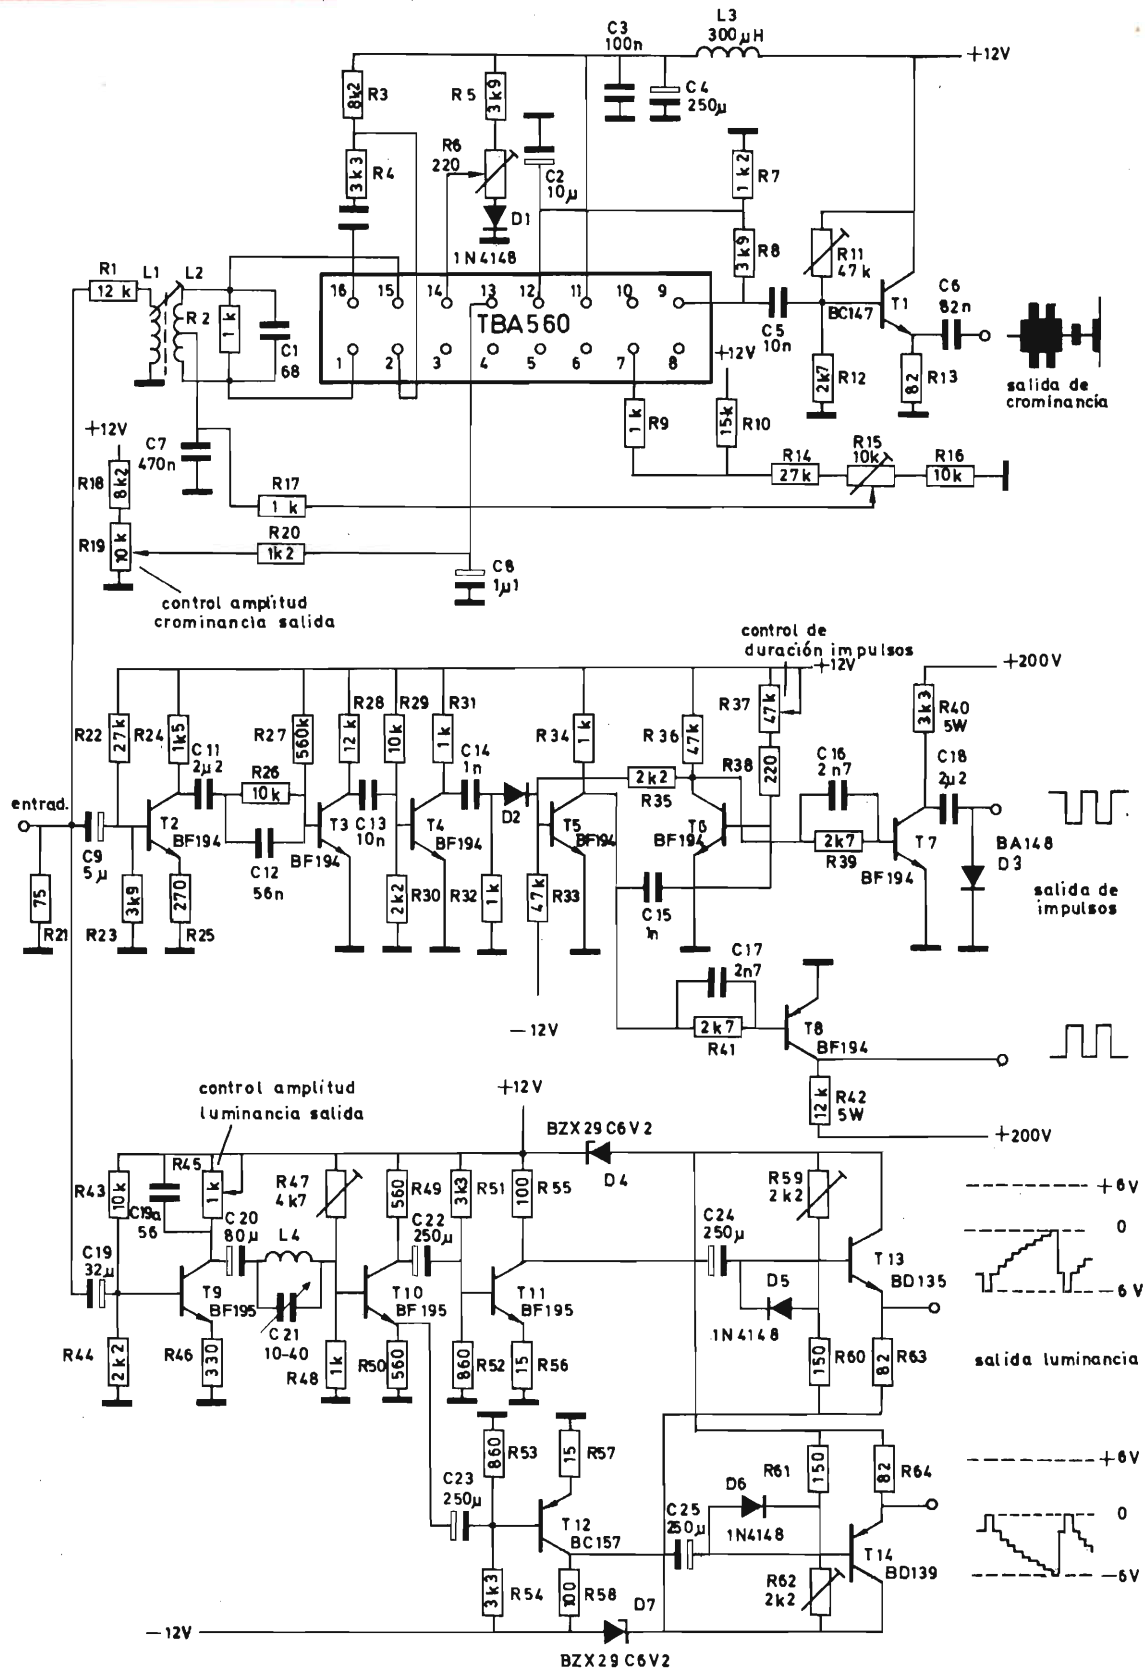 L3
300µH
C3
100n
+12V
R3
8k2
R5
3k9
C4
250µ
R6
220
R4
3k3
C2
10µ
1k2
R7
D1
1N4148
R8
3k9
R11
47k
R1
12 k
L1
L2
R2
1 k
C1
68
16
15
14
13
12
11
10
9
TBA560
1
2
3
4
5
6
7
8
C5
10n
BC147
T1
C6
82n
+12V
2k7
R12
82
R13
salida de
crominancía
+12V
C7
470n
1 k
R9
15k
R10
R14
27k
R15
10k
R16
10k
R18
8k2
R17
1 k
R19
10 k
R20
1k2
C8
1µ1
control amplitud
crominancía salida
control de
duración impulsos
+12V
+200V
R22
27k
R24
1k5
R27
560k
R28
12 k
R29
10k
R31
1k
R34
1 k
R36
47k
R37
47k
3k3
R40
5W
C11
2µ2
R26
10k
C14
1n
R38
220
C16
2n7
C18
2µ2
entrad.
2k2
R35
D2
C9
5 µ
T2
BF194
C12
56n
T3
BF194
C13
10n
T4
BF194
T5
BF194
T6
BF194
2k7
R39
T7
BF194
BA148
D3
75
R21
3k9
R23
270
R25
2k2
R30
R32
1k
47k
R33
C15
1n
salida de
impulsos
−12V
C17
2n7
2k7
R41
T8
BF194
12k
R42
5W
+200V
control amplitud
luminancia salida
+12V
BZX29C6V2
D4
R43
10k
R45
1k
C19a
56
R47
4k7
560
R49
3k3
R51
100
R55
R59
2k2
+6V
0
−6V
C19
32µ
C20
80µ
L4
C22
250µ
C24
250µ
T9
BF195
C21
10-40
T10
BF195
T11
BF195
D5
1N4148
T13
BD135
R44
2k2
R46
330
R48
1k
R50
560
860
R52
15
R56
150
R60
82
R63
salida luminancia
860
R53
15
R57
R61
150
82
R64
+6V
0
−6V
C23
250µ
T12
BC157
C25
250µ
D6
1N4148
T14
BD139
3k3
R54
100
R58
R62
2k2
D7
−12V
BZX29C6V2